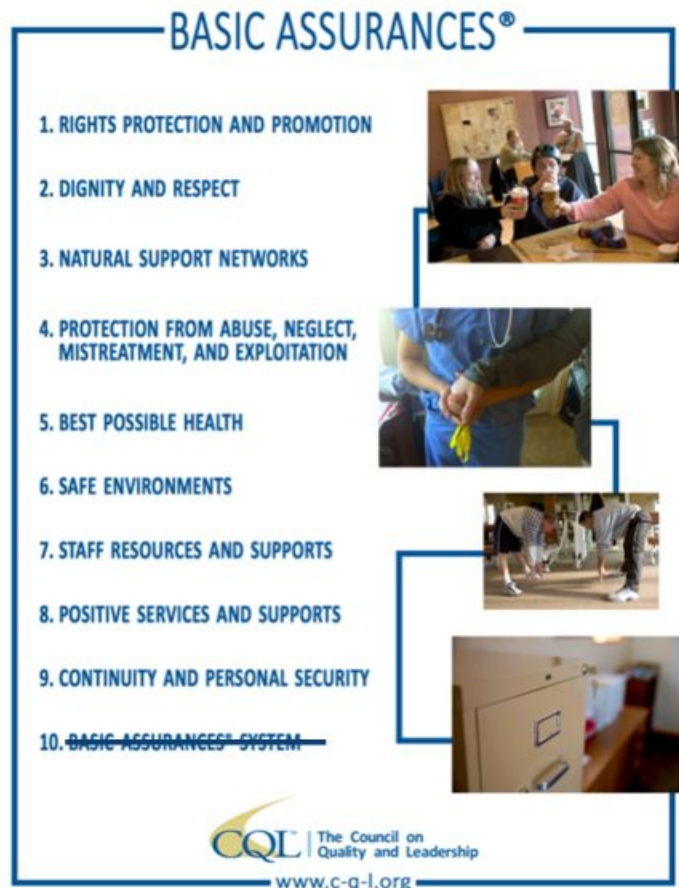 BASIC ASSURANCES®
1. RIGHTS PROTECTION AND PROMOTION
2. DIGNITY AND RESPECT
3. NATURAL SUPPORT NETWORKS
4. PROTECTION FROM ABUSE, NEGLECT,
MISTREATMENT, AND EXPLOITATION
5. BEST POSSIBLE HEALTH
6. SAFE ENVIRONMENTS
7. STAFF RESOURCES AND SUPPORTS
8. POSITIVE SERVICES AND SUPPORTS
9. CONTINUITY AND PERSONAL SECURITY
10. BASIC ASSURANCES® SYSTEM
CQL™ The Council on
Quality and Leadership
www.c-q-l.org